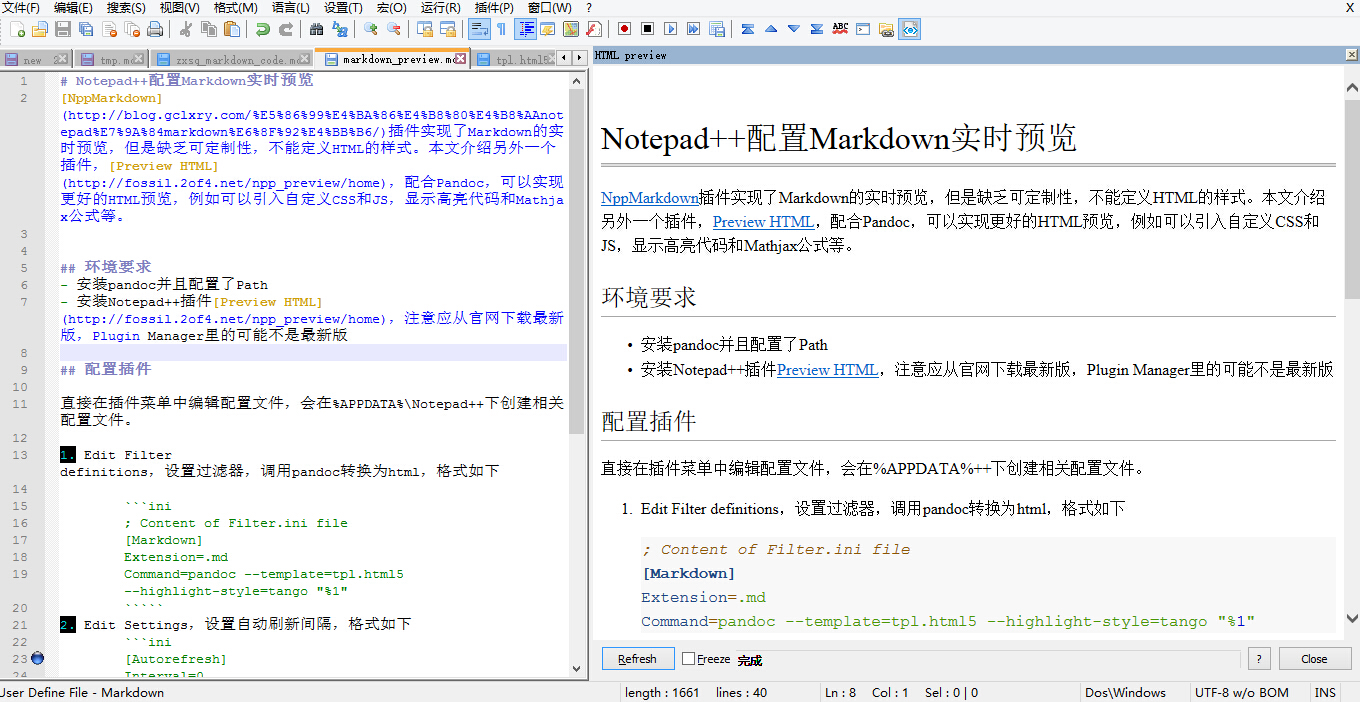 文件(F) 编辑(E) 搜索(S) 视图(V) 格式(M) 语言(L) 设置(T) 宏(O) 运行(R) 插件(P) 窗口(W) ? X
new 2 tmp.md zxsq_markdown_code.md markdown_preview.md tpl.html5
1 # Notepad++配置Markdown实时预览
2 [NppMarkdown]
(http://blog.gclxry.com/%E5%86%99%E4%BA%86%E4%B8%80%E4%B8%AAnot
epad%E7%9A%84markdown%E6%8F%92%E4%BB%B6/)插件实现了Markdown的实
时预览，但是缺乏可定制性，不能定义HTML的样式。本文介绍另外一个
插件，[Preview HTML]
(http://fossil.2of4.net/npp_preview/home)，配合Pandoc，可以实现
更好的HTML预览，例如可以引入自定义CSS和JS，显示高亮代码和Mathja
x公式等。
3
4
5 ## 环境要求
6 - 安装pandoc并且配置了Path
7 - 安装Notepad++插件[Preview HTML]
(http://fossil.2of4.net/npp_preview/home)，注意应从官网下载最新
版，Plugin Manager里的可能不是最新版
8
9 ## 配置插件
10
11 直接在插件菜单中编辑配置文件，会在%APPDATA%\Notepad++下创建相关
配置文件。
12
13 1. Edit Filter
definitions，设置过滤器，调用pandoc转换为html，格式如下
14
15 ```ini
16 ; Content of Filter.ini file
17 [Markdown]
18 Extension=.md
19 Command=pandoc --template=tpl.html5
--highlight-style=tango "%1"
20 `````
21 2. Edit Settings，设置自动刷新间隔，格式如下
22 ```ini
23 [Autorefresh]
24 Interval=0
HTML preview
Notepad++配置Markdown实时预览
NppMarkdown插件实现了Markdown的实时预览，但是缺乏可定制性，不能定义HTML的样式。本文介绍
另外一个插件，Preview HTML，配合Pandoc，可以实现更好的HTML预览，例如可以引入自定义CSS和
JS，显示高亮代码和Mathjax公式等。
环境要求
• 安装pandoc并且配置了Path
• 安装Notepad++插件Preview HTML，注意应从官网下载最新版，Plugin Manager里的可能不是最新版
配置插件
直接在插件菜单中编辑配置文件，会在%APPDATA%++下创建相关配置文件。
1. Edit Filter definitions，设置过滤器，调用pandoc转换为html，格式如下
; Content of Filter.ini file
[Markdown]
Extension=.md
Command=pandoc --template=tpl.html5 --highlight-style=tango "%1"
Refresh Freeze 完成 ? Close
User Define File - Markdown length : 1661 lines : 40 Ln : 8 Col : 1 Sel : 0 | 0 Dos\Windows UTF-8 w/o BOM INS